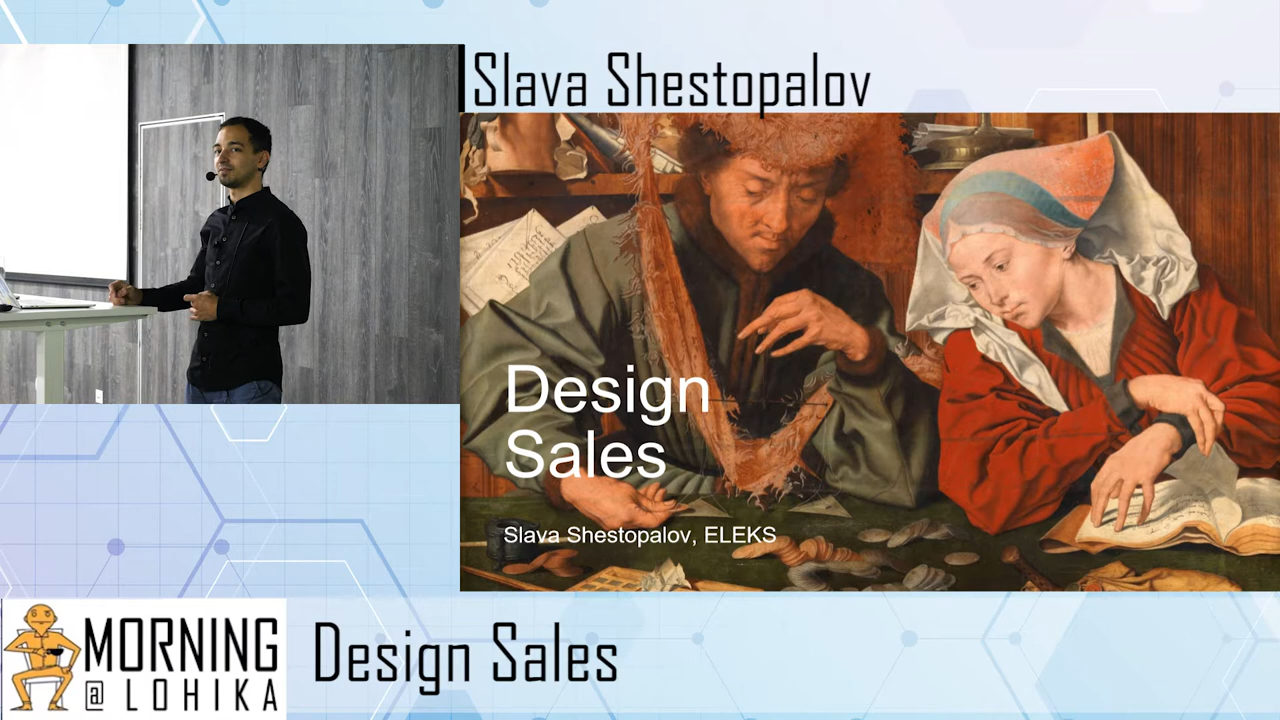 Slava Shestopalov
Design
Sales
Slava Shestopalov, ELEKS
MORNING
@ LOHIKA
Design Sales